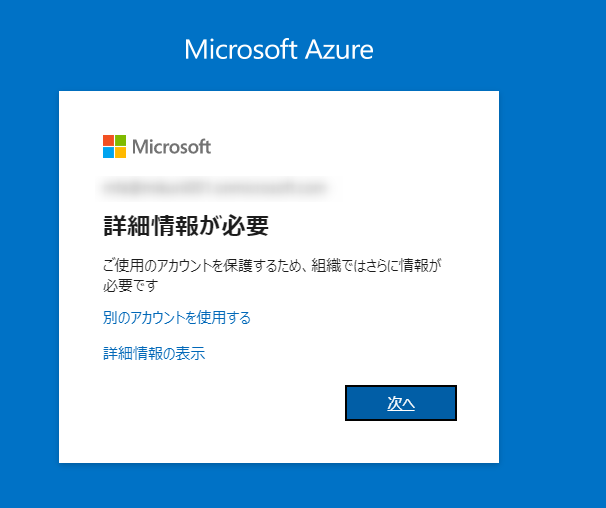 Microsoft Azure
Microsoft
詳細情報が必要
ご使用のアカウントを保護するため、組織ではさらに情報が
必要です
別のアカウントを使用する
詳細情報の表示
次へ